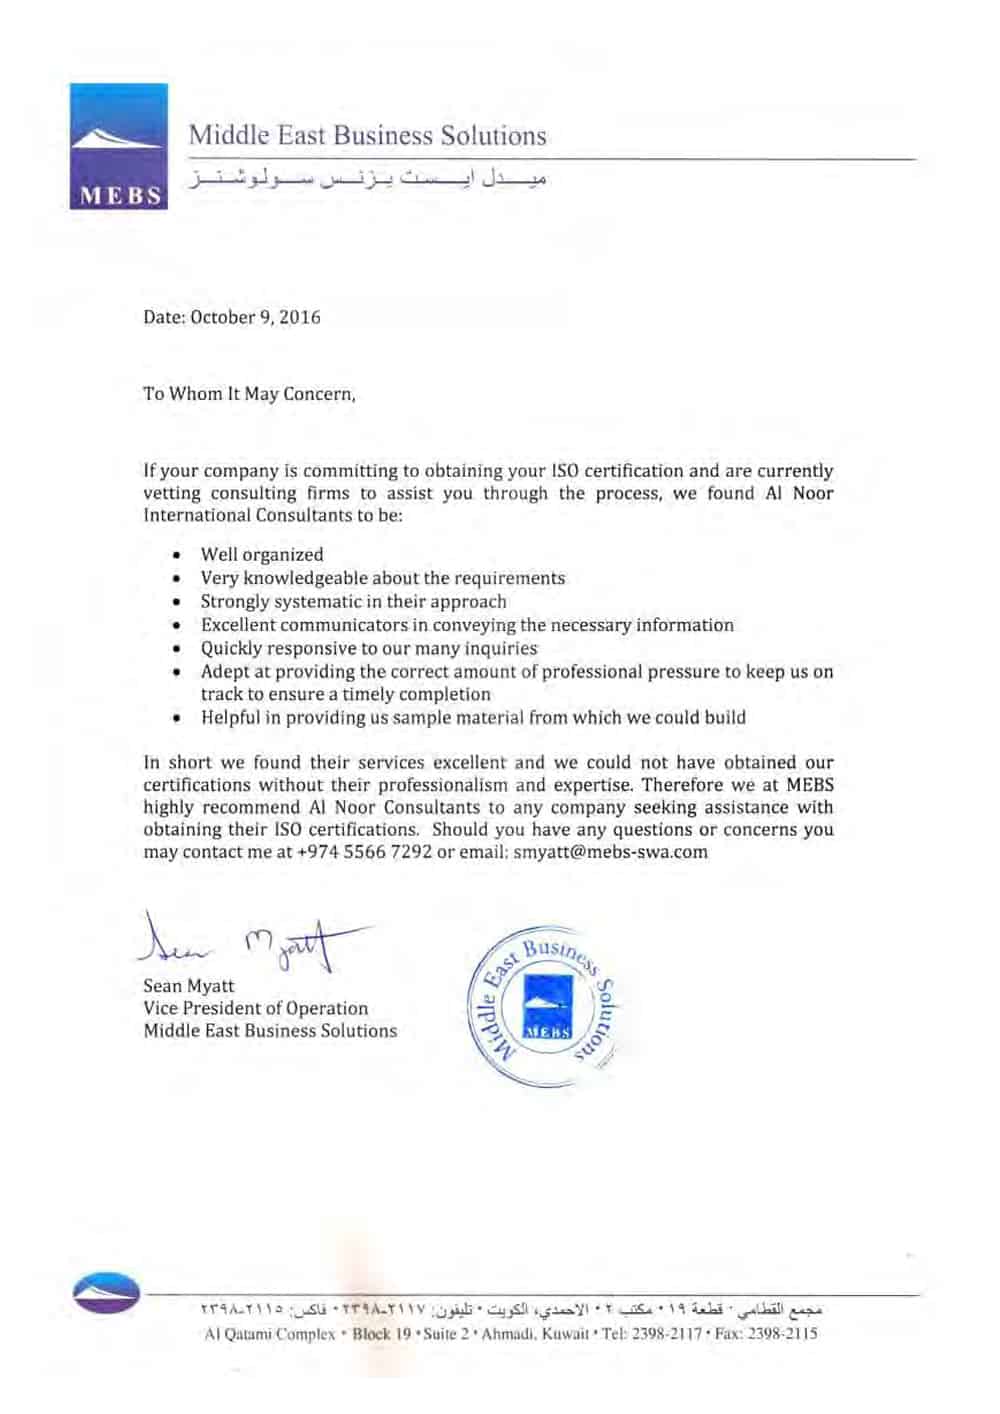 MEBS
Middle East Business Solutions
ميدل ايست بزنس سولوشنز
Date: October 9, 2016
To Whom It May Concern,
If your company is committing to obtaining your ISO certification and are currently
vetting consulting firms to assist you through the process, we found Al Noor
International Consultants to be:
• Well organized
• Very knowledgeable about the requirements
• Strongly systematic in their approach
• Excellent communicators in conveying the necessary information
• Quickly responsive to our many inquiries
• Adept at providing the correct amount of professional pressure to keep us on
track to ensure a timely completion
• Helpful in providing us sample material from which we could build
In short we found their services excellent and we could not have obtained our
certifications without their professionalism and expertise. Therefore we at MEBS
highly recommend Al Noor Consultants to any company seeking assistance with
obtaining their ISO certifications. Should you have any questions or concerns you
may contact me at +974 5566 7292 or email: smyatt@mebs-swa.com
Sean Myatt
Sean Myatt
Vice President of Operation
Middle East Business Solutions
Middle East Business Solutions
MEBS
مجمع القطامي • قطعة ١٩ • مكتب ٢ • الاحمدي، الكويت • تليفون: ٢١١٧-٢٣٩٨ • فاكس: ٢١١٥-٢٣٩٨
Al Qatami Complex • Block 19 • Suite 2 • Ahmadi, Kuwait • Tel: 2398-2117 • Fax: 2398-2115